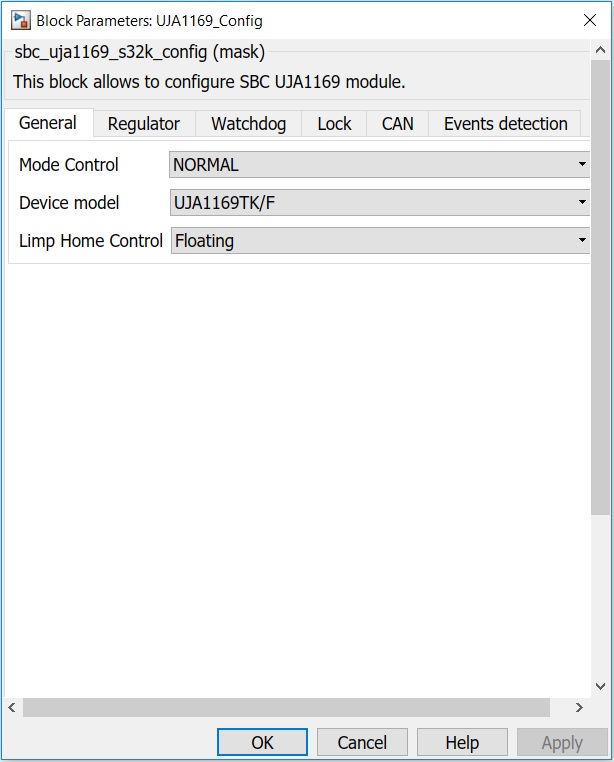 Block Parameters: UJA1169_Config
sbc_uja1169_s32k_config (mask)
This block allows to configure SBC UJA1169 module.
General Regulator Watchdog Lock CAN Events detection
Mode Control NORMAL
Device model UJA1169TK/F
Limp Home Control Floating
OK Cancel Help Apply